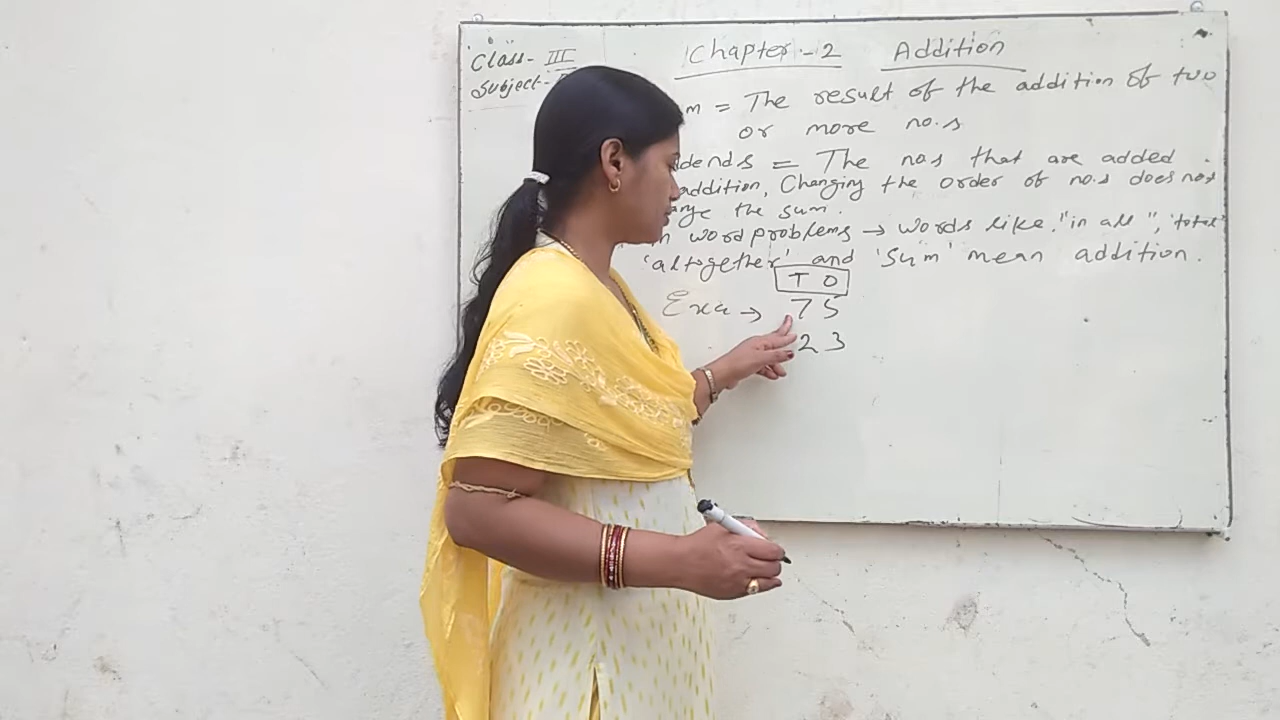 Class- III
Chapter-2 Addition
Subject-
m = The result of the addition of two
or more no.s
dends = The nos that are added.
addition, Changing the order of no.s does not
ange the sum.
n word problems → words like "in all", 'total'
'altogether' and 'Sum' mean addition.
T O
Exa → 7 5
2 3